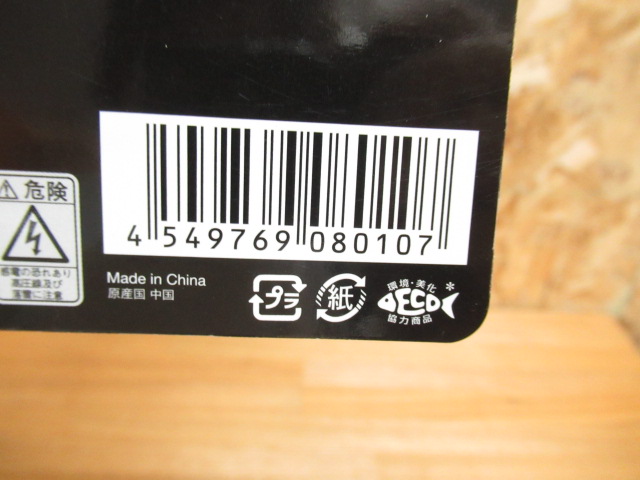 危険
感電の恐れあり
高圧線及び
落雷に注意
4 549769 080107
Made in China
原産国 中国
プラ
紙
環境・美化
ECO
協力商品
*